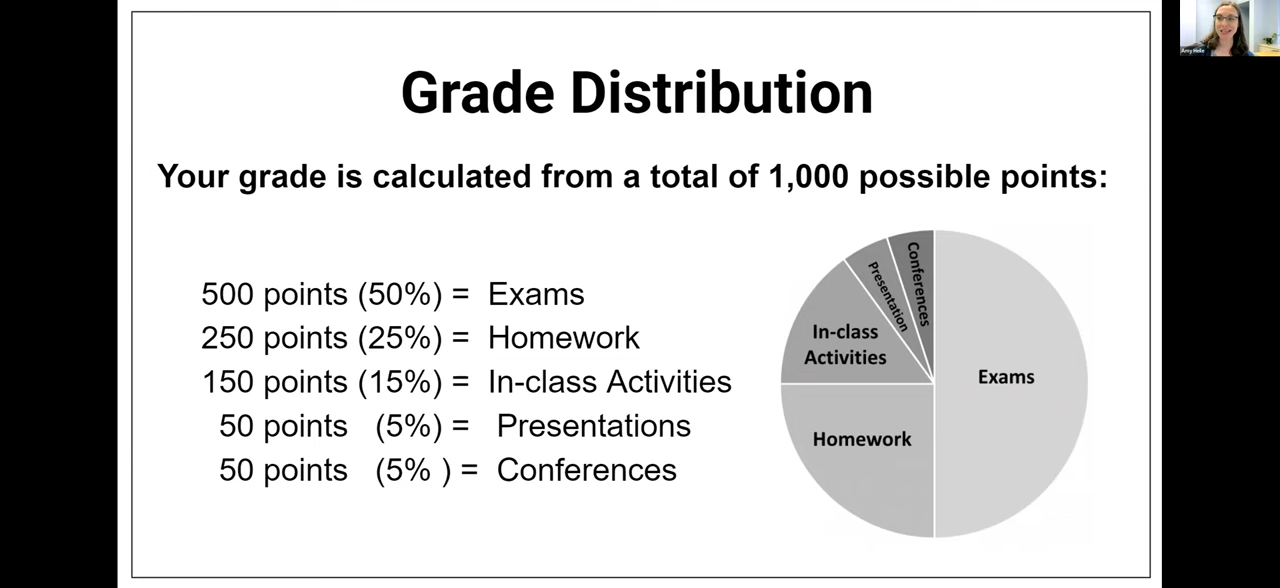 Grade Distribution
Your grade is calculated from a total of 1,000 possible points:
500 points (50%) = Exams
250 points (25%) = Homework
150 points (15%) = In-class Activities
50 points (5%) = Presentations
50 points (5% ) = Conferences
Conferences
Presentation
In-class
Activities
Exams
Homework